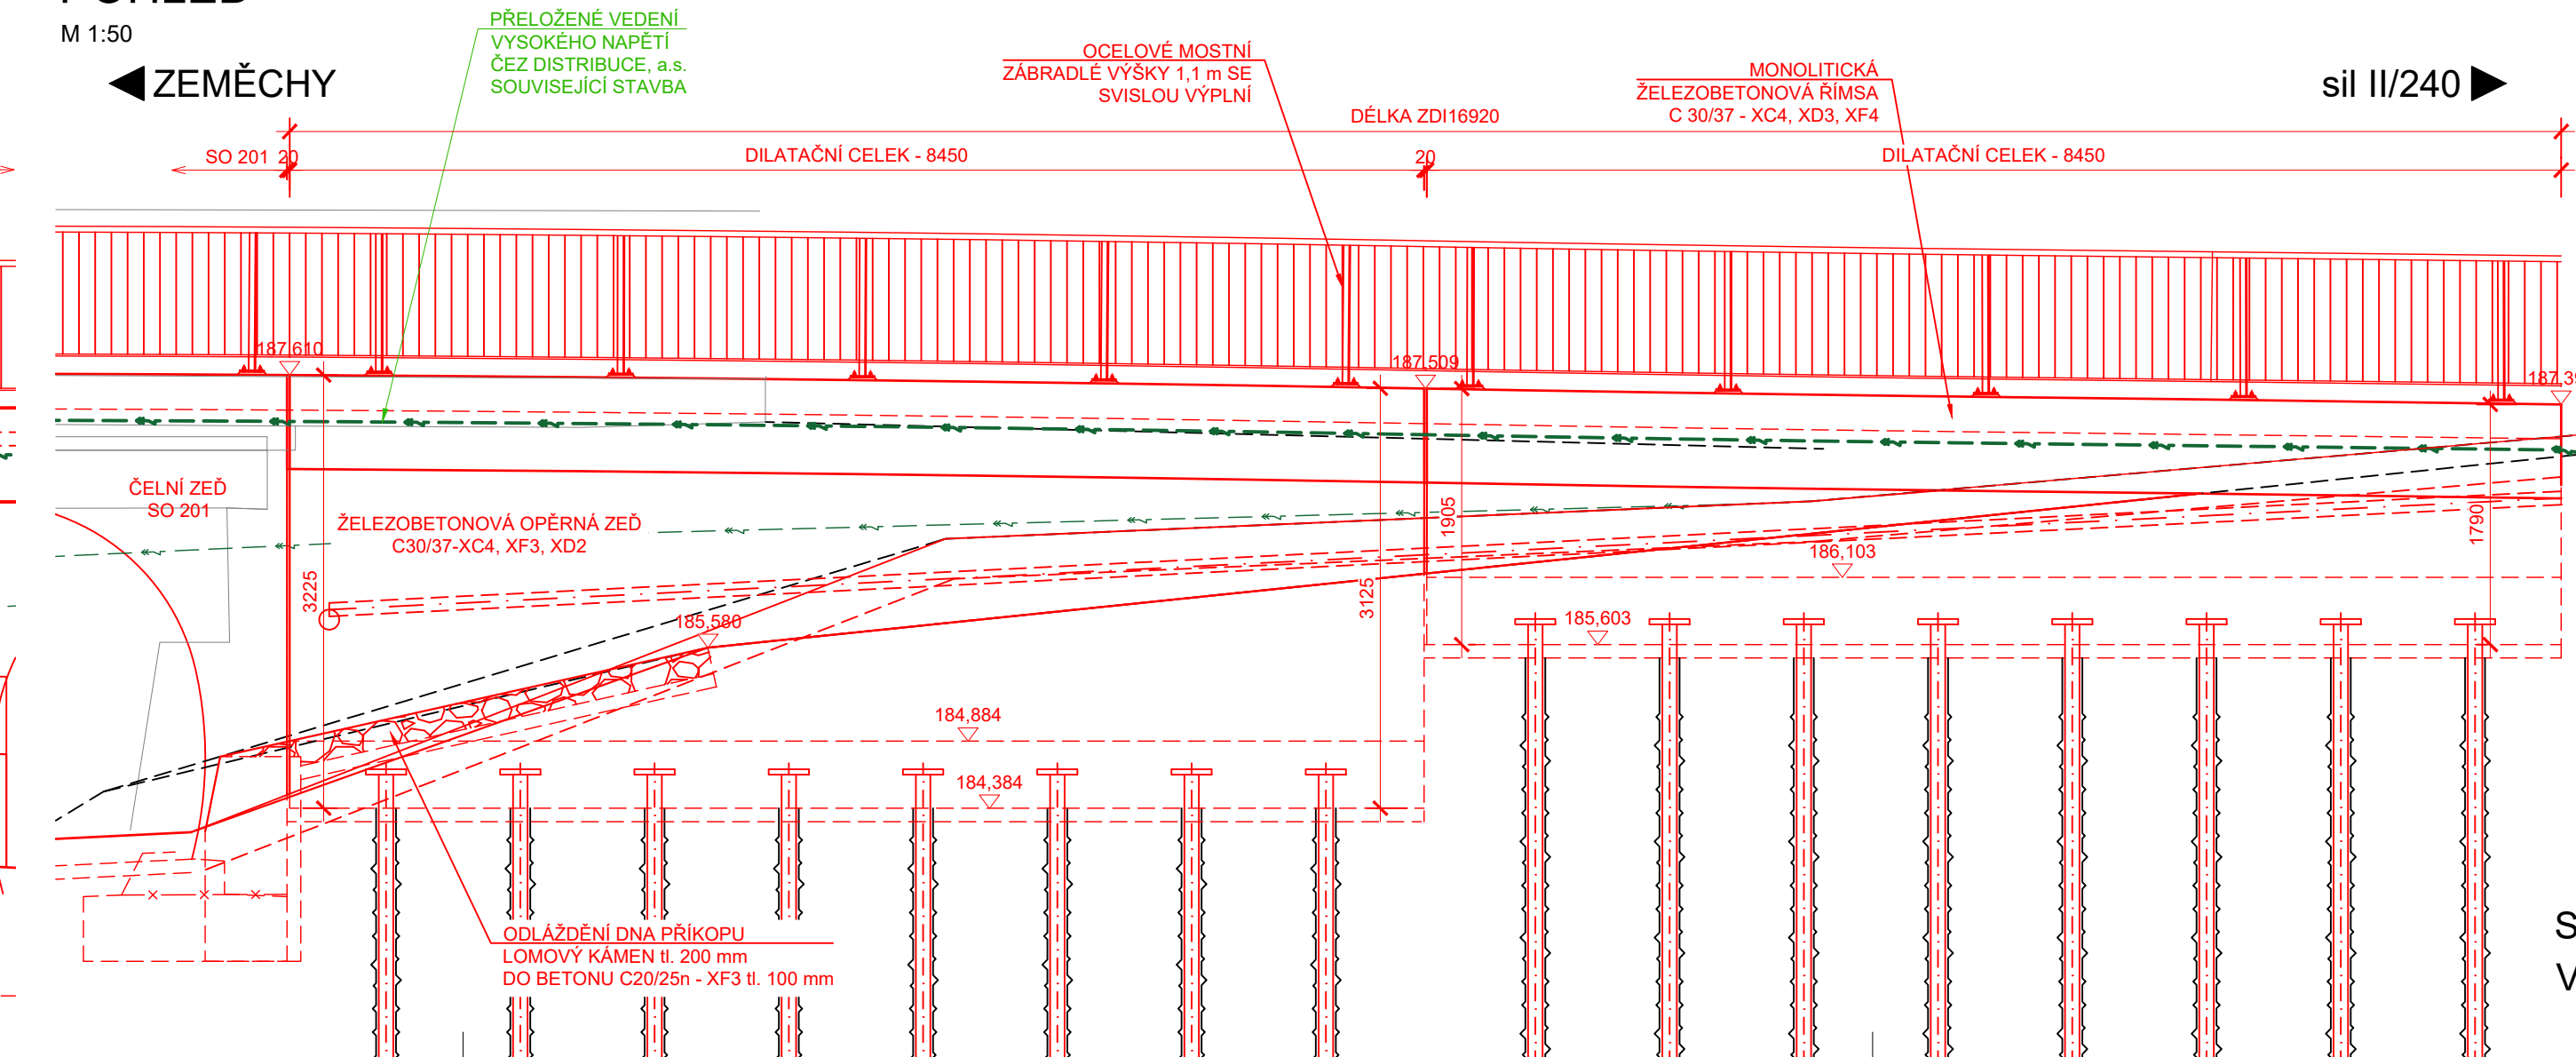 M 1:50
ZEMĚCHY
PŘELOŽENÉ VEDENÍ
VYSOKÉHO NAPĚTÍ
ČEZ DISTRIBUCE, a.s.
SOUVISEJÍCÍ STAVBA
OCELOVÉ MOSTNÍ
ZÁBRADLÉ VÝŠKY 1,1 m SE
SVISLOU VÝPLNÍ
MONOLITICKÁ
ŽELEZOBETONOVÁ ŘÍMSA
C 30/37 - XC4, XD3, XF4
sil II/240
DÉLKA ZDI16920
SO 201
20
DILATAČNÍ CELEK - 8450
20
DILATAČNÍ CELEK - 8450
187,610
187,509
ČELNÍ ZEĎ
SO 201
ŽELEZOBETONOVÁ OPĚRNÁ ZEĎ
C30/37-XC4, XF3, XD2
3225
3125
1905
1790
186,103
185,603
185,580
184,884
184,384
ODLÁŽDĚNÍ DNA PŘÍKOPU
LOMOVÝ KÁMEN tl. 200 mm
DO BETONU C20/25n - XF3 tl. 100 mm